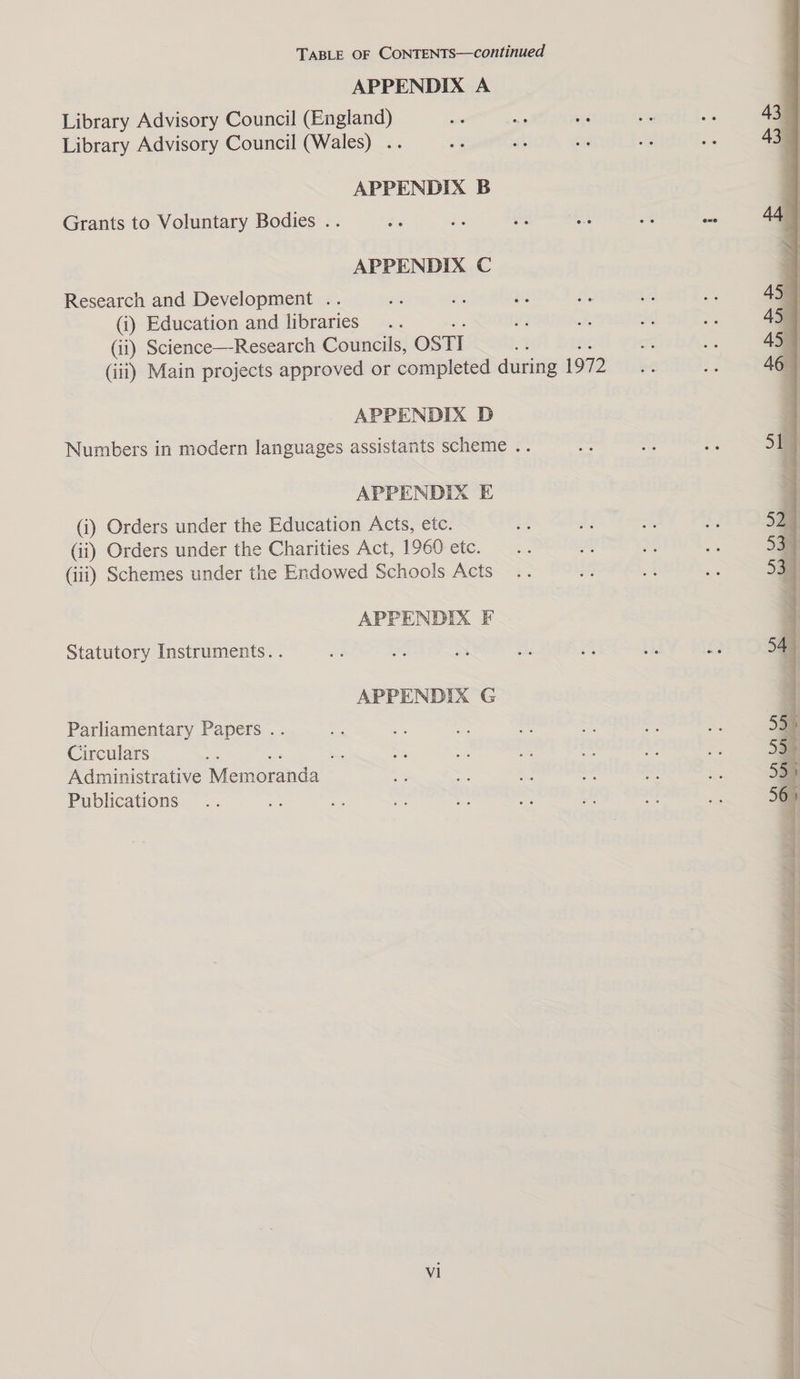 TABLE OF CONTENTS—continued
APPENDIX A
Library Advisory Council (England) .. .. .. .. .. 43
Library Advisory Council (Wales) .. .. .. .. .. .. 43
APPENDIX B
Grants to Voluntary Bodies .. .. .. .. .. .. ... 44
APPENDIX C
Research and Development .. .. .. .. .. .. .. 45
(i) Education and libraries .. .. .. .. .. .. 45
(ii) Science—Research Councils, OSTI .. .. .. .. 45
(iii) Main projects approved or completed during 1972 .. .. 46
APPENDIX D
Numbers in modern languages assistants scheme .. .. .. .. 51
APPENDIX E
(i) Orders under the Education Acts, etc. .. .. .. .. 52
(ii) Orders under the Charities Act, 1960 etc. .. .. .. .. 53
(iii) Schemes under the Endowed Schools Acts .. .. .. .. 53
APPENDIX F
Statutory Instruments. . .. .. .. .. .. .. .. 54
APPENDIX G
Parliamentary Papers .. .. .. .. .. .. .. .. 55
Circulars .. .. .. .. .. .. .. .. .. 55
Administrative Memoranda .. .. .. .. .. .. 55
Publications .. .. .. .. .. .. .. .. .. 56
vi